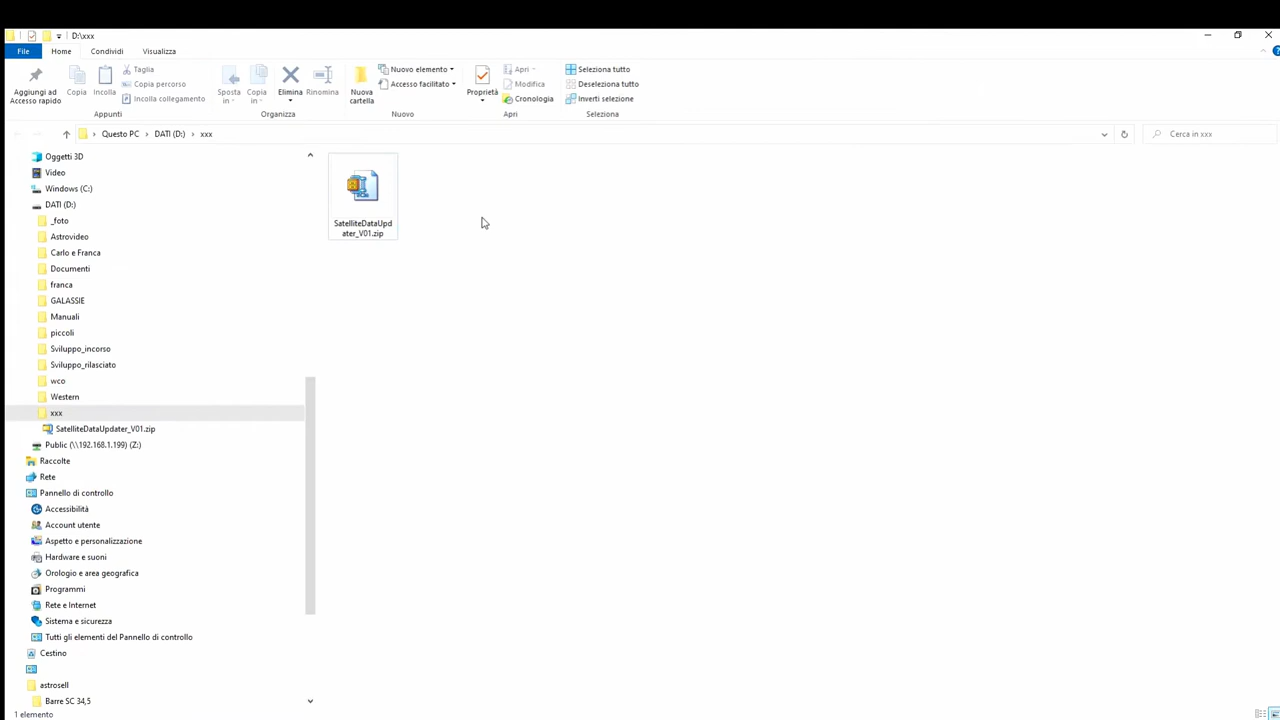 D:\xxx
File Home Condividi Visualizza
Aggiungi ad Accesso rapido
Copia
Incolla
Taglia
Copia percorso
Incolla collegamento
Appunti
Sposta in
Copia in
Elimina
Rinomina
Organizza
Nuova cartella
Nuovo elemento
Accesso facilitato
Nuovo
Proprietà
Apri
Modifica
Cronologia
Apri
Seleziona tutto
Deseleziona tutto
Inverti selezione
Seleziona
Questo PC > DATI (D:) > xxx
Cerca in xxx
Oggetti 3D
Video
Windows (C:)
DATI (D:)
_foto
Astrovideo
Carlo e Franca
Documenti
franca
GALASSIE
Manuali
piccoli
Sviluppo_incorso
Sviluppo_rilasciato
wco
Western
xxx
SatelliteDataUpdater_V01.zip
Public (\\192.168.1.199) (Z:)
Raccolte
Rete
Pannello di controllo
Accessibilità
Account utente
Aspetto e personalizzazione
Hardware e suoni
Orologio e area geografica
Programmi
Rete e Internet
Sistema e sicurezza
Tutti gli elementi del Pannello di controllo
Cestino
astrosell
Barre SC 34,5
SatelliteDataUpd
ater_V01.zip
1 elemento